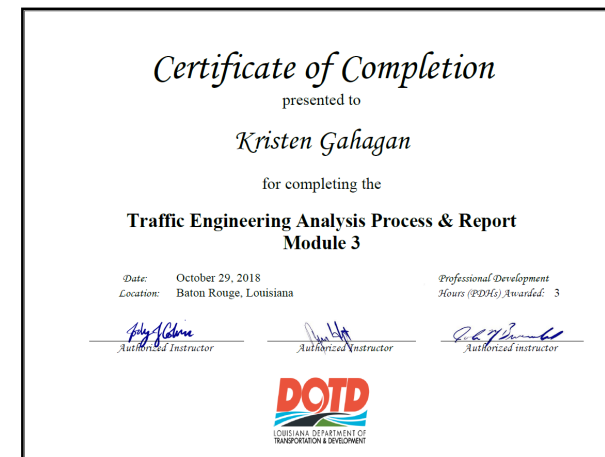 Certificate of Completion
presented to
Kristen Gahagan
for completing the
Traffic Engineering Analysis Process & Report
Module 3
Date: October 29, 2018
Location: Baton Rouge, Louisiana
Professional Development
Hours (PDHs) Awarded: 3
Authorized Instructor
Authorized Instructor
Authorized instructor
DOTD
LOUISIANA DEPARTMENT OF
TRANSPORTATION & DEVELOPMENT